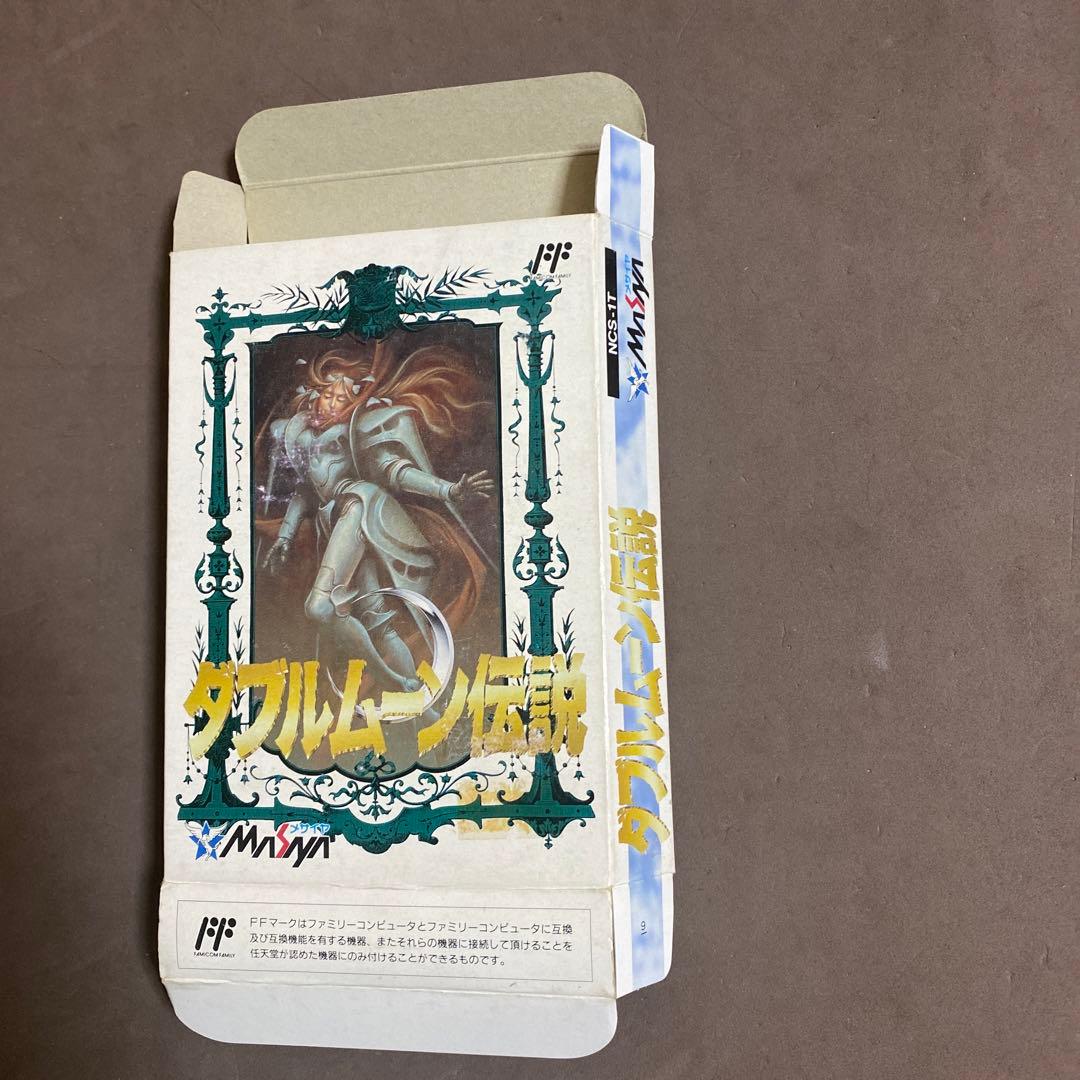 FF
FAMICOM FAMILY
ダブルムーン伝説
メサイヤ
MASAYA
FF
FAMICOM FAMILY
FFマークはファミリーコンピュータとファミリーコンピュータに互換
及び互換機能を有する機器、またそれらの機器に接続して頂けることを
任天堂が認めた機器にのみ付けることができるものです。
NCS-1T
メサイヤ
MASAYA
ダブルムーン伝説
9